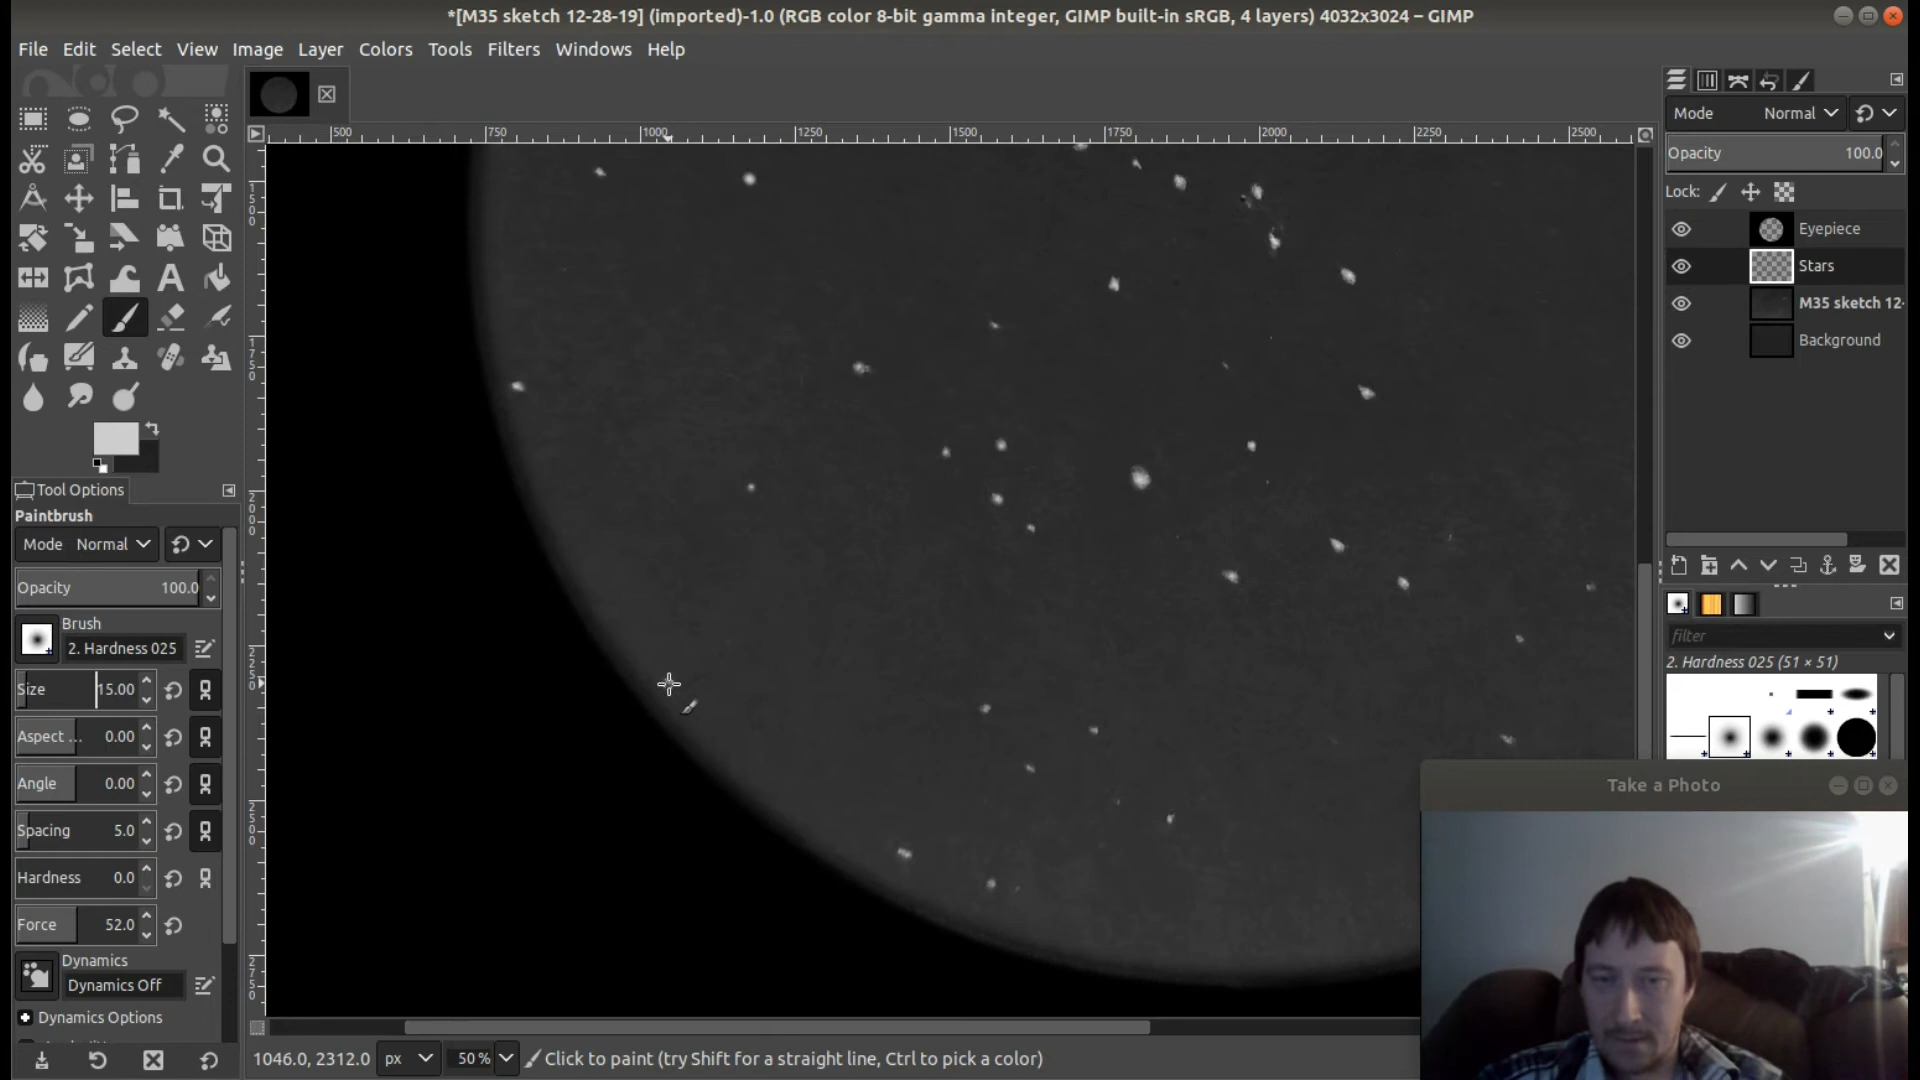 *[M35 sketch 12-28-19] (imported)-1.0 (RGB color 8-bit gamma integer, GIMP built-in sRGB, 4 layers) 4032x3024 – GIMP
File Edit Select View Image Layer Colors Tools Filters Windows Help
500 750 1000 1250 1500 1750 2000 2250 2500
1500
1750
2000
2250
2500
2750
Tool Options
Paintbrush
Mode Normal
Opacity 100.0
Brush
2. Hardness 025
Size 15.00
Aspect ... 0.00
Angle 0.00
Spacing 5.0
Hardness 0.0
Force 52.0
Dynamics
Dynamics Off
Dynamics Options
1046.0, 2312.0 px 50 % Click to paint (try Shift for a straight line, Ctrl to pick a color)
Mode Normal
Opacity 100.0
Lock:
Eyepiece
Stars
M35 sketch 12-
Background
filter
2. Hardness 025 (51 × 51)
Take a Photo